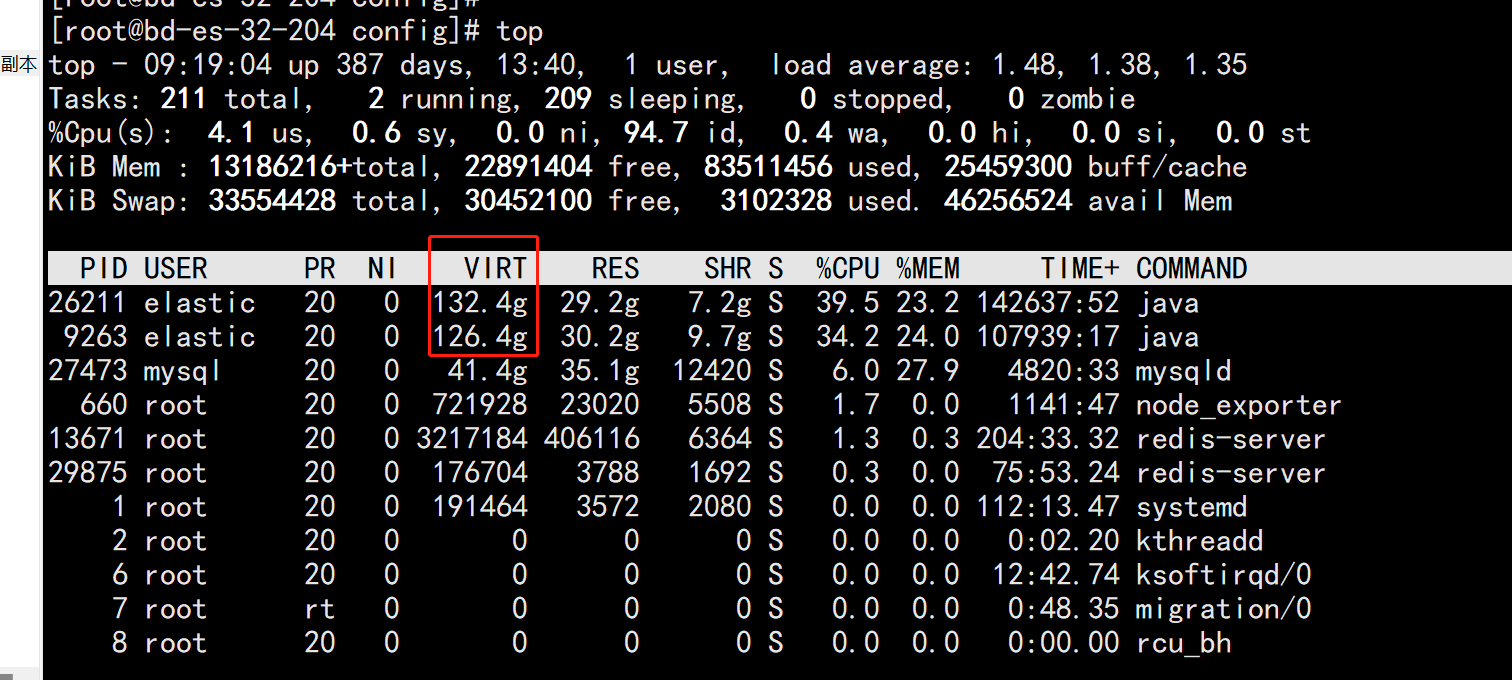 [root@bd-es-32-204 config]#
[root@bd-es-32-204 config]# top
副本
top - 09:19:04 up 387 days, 13:40,  1 user,  load average: 1.48, 1.38, 1.35
Tasks: 211 total,   2 running, 209 sleeping,   0 stopped,   0 zombie
%Cpu(s):  4.1 us,  0.6 sy,  0.0 ni, 94.7 id,  0.4 wa,  0.0 hi,  0.0 si,  0.0 st
KiB Mem : 13186216+total, 22891404 free, 83511456 used, 25459300 buff/cache
KiB Swap: 33554428 total, 30452100 free,  3102328 used. 46256524 avail Mem
PID USER      PR  NI    VIRT    RES    SHR S  %CPU %MEM     TIME+ COMMAND
26211 elastic   20   0  132.4g  29.2g   7.2g S  39.5 23.2 142637:52 java
9263 elastic   20   0  126.4g  30.2g   9.7g S  34.2 24.0 107939:17 java
27473 mysql     20   0   41.4g  35.1g  12420 S   6.0 27.9   4820:33 mysqld
660 root      20   0  721928  23020   5508 S   1.7  0.0   1141:47 node_exporter
13671 root      20   0 3217184 406116   6364 S   1.3  0.3 204:33.32 redis-server
29875 root      20   0  176704   3788   1692 S   0.3  0.0  75:53.24 redis-server
1 root      20   0  191464   3572   2080 S   0.0  0.0 112:13.47 systemd
2 root      20   0       0      0      0 S   0.0  0.0   0:02.20 kthreadd
6 root      20   0       0      0      0 S   0.0  0.0  12:42.74 ksoftirqd/0
7 root      rt   0       0      0      0 S   0.0  0.0   0:48.35 migration/0
8 root      20   0       0      0      0 S   0.0  0.0   0:00.00 rcu_bh